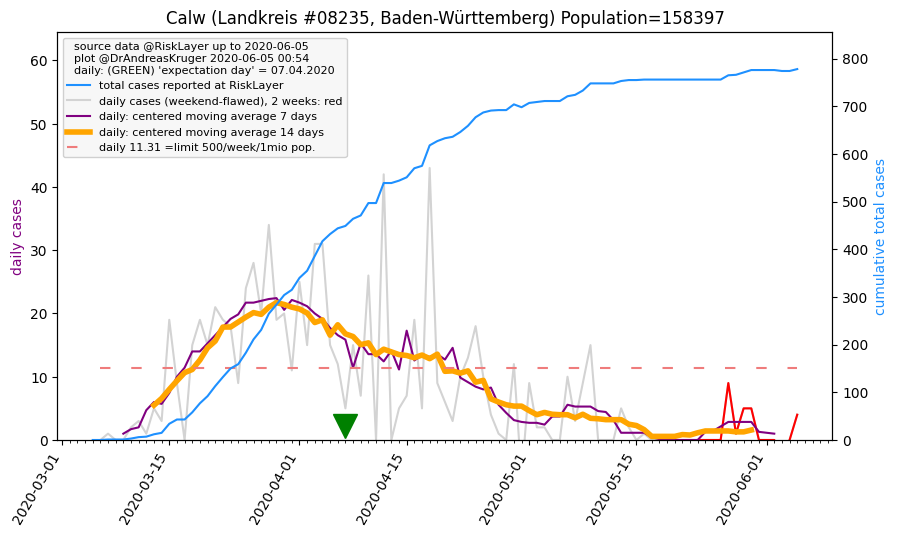 Calw (Landkreis #08235, Baden-Württemberg) Population=158397
source data @RiskLayer up to 2020-06-05
plot @DrAndreasKruger 2020-06-05 00:54
daily: (GREEN) 'expectation day' = 07.04.2020
total cases reported at RiskLayer
daily cases (weekend-flawed), 2 weeks: red
daily: centered moving average 7 days
daily: centered moving average 14 days
daily 11.31 =limit 500/week/1mio pop.
daily cases
60
50
40
30
20
10
0
cumulative total cases
800
700
600
500
400
300
200
100
0
2020-03-01
2020-03-15
2020-04-01
2020-04-15
2020-05-01
2020-05-15
2020-06-01